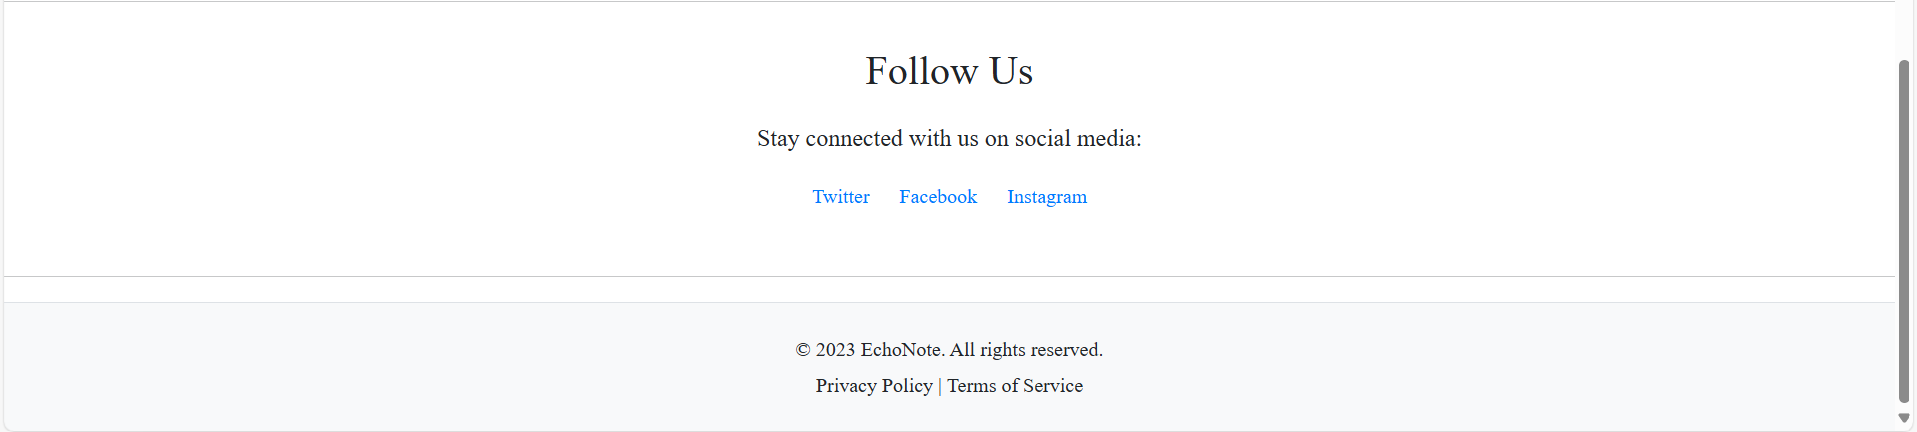 Follow Us
Stay connected with us on social media:
Twitter Facebook Instagram
© 2023 EchoNote. All rights reserved.
Privacy Policy | Terms of Service